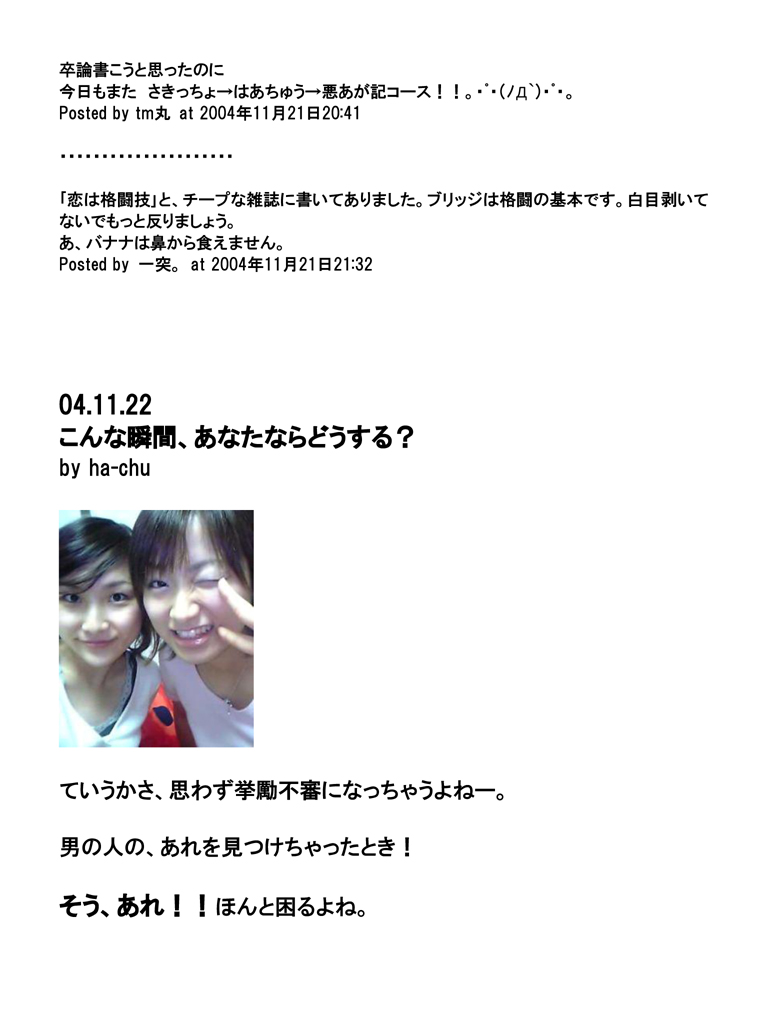 卒論書こうと思ったのに
今日もまた　さきっちょ→はあちゅう→悪あが記コース！！。・ﾟ・(ノД`)・ﾟ・。
Posted by tm丸 at 2004年11月21日20:41
・・・・・・・・・・・・・・・・・・・・・
「恋は格闘技」と、チープな雑誌に書いてありました。ブリッジは格闘の基本です。白目剥いて
ないでもっと反りましょう。
あ、バナナは鼻から食えません。
Posted by 一突。 at 2004年11月21日21:32
04.11.22
こんな瞬間、あなたならどうする？
by ha-chu
ていうかさ、思わず挙勵不審になっちゃうよねー。
男の人の、あれを見つけちゃったとき！
そう、あれ！！ほんと困るよね。